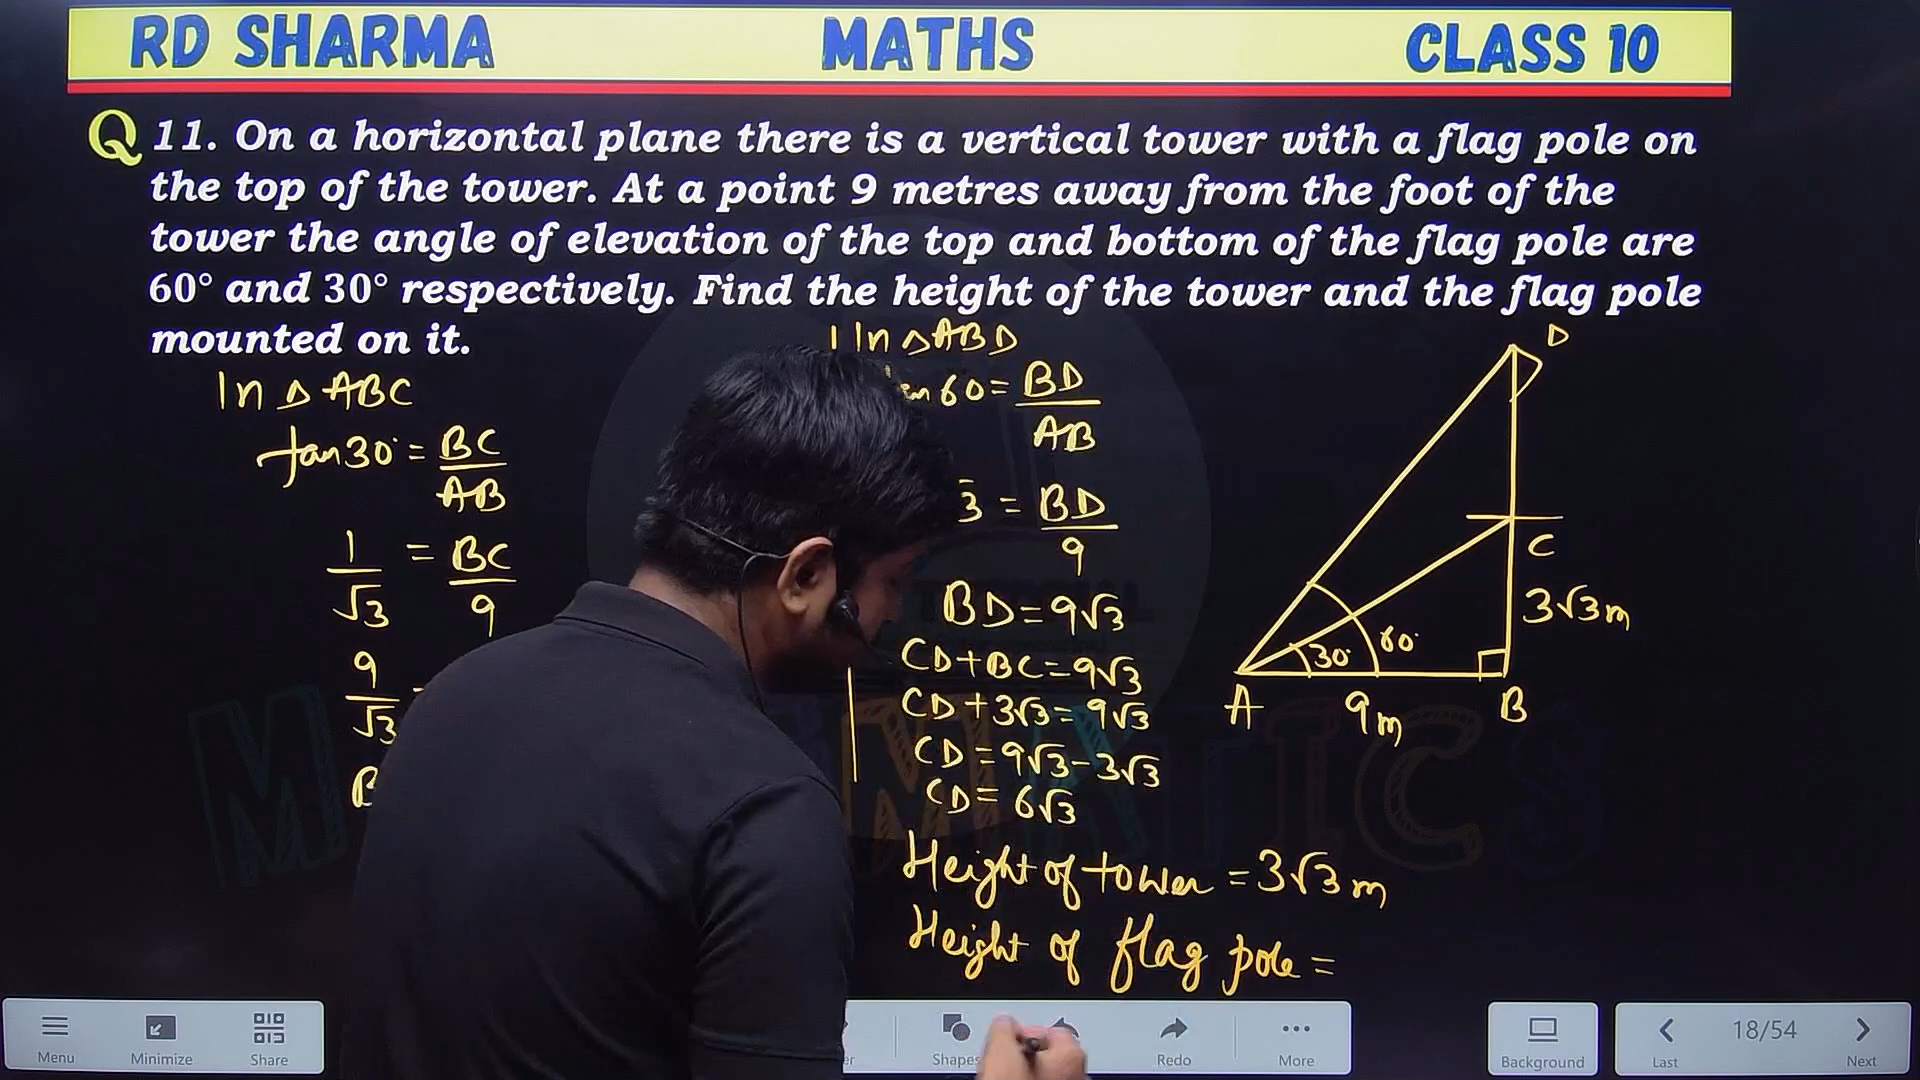 RD SHARMA MATHS CLASS 10
Q 11. On a horizontal plane there is a vertical tower with a flag pole on
the top of the tower. At a point 9 metres away from the foot of the
tower the angle of elevation of the top and bottom of the flag pole are
60° and 30° respectively. Find the height of the tower and the flag pole
mounted on it.
In △ ABC
tan30° = BC/AB
1/√3 = BC/9
9/√3
In △ABD
60 = BD/AB
3 = BD/9
BD = 9√3
CD+BC = 9√3
CD+3√3 = 9√3
CD = 9√3-3√3
CD = 6√3
Height of tower = 3√3 m
Height of flag pole =
D
C
3√3 m
30° 60°
A 9 m B
Menu
Minimize
Share
Shapes
Redo
More
Background
Last
18/54
Next